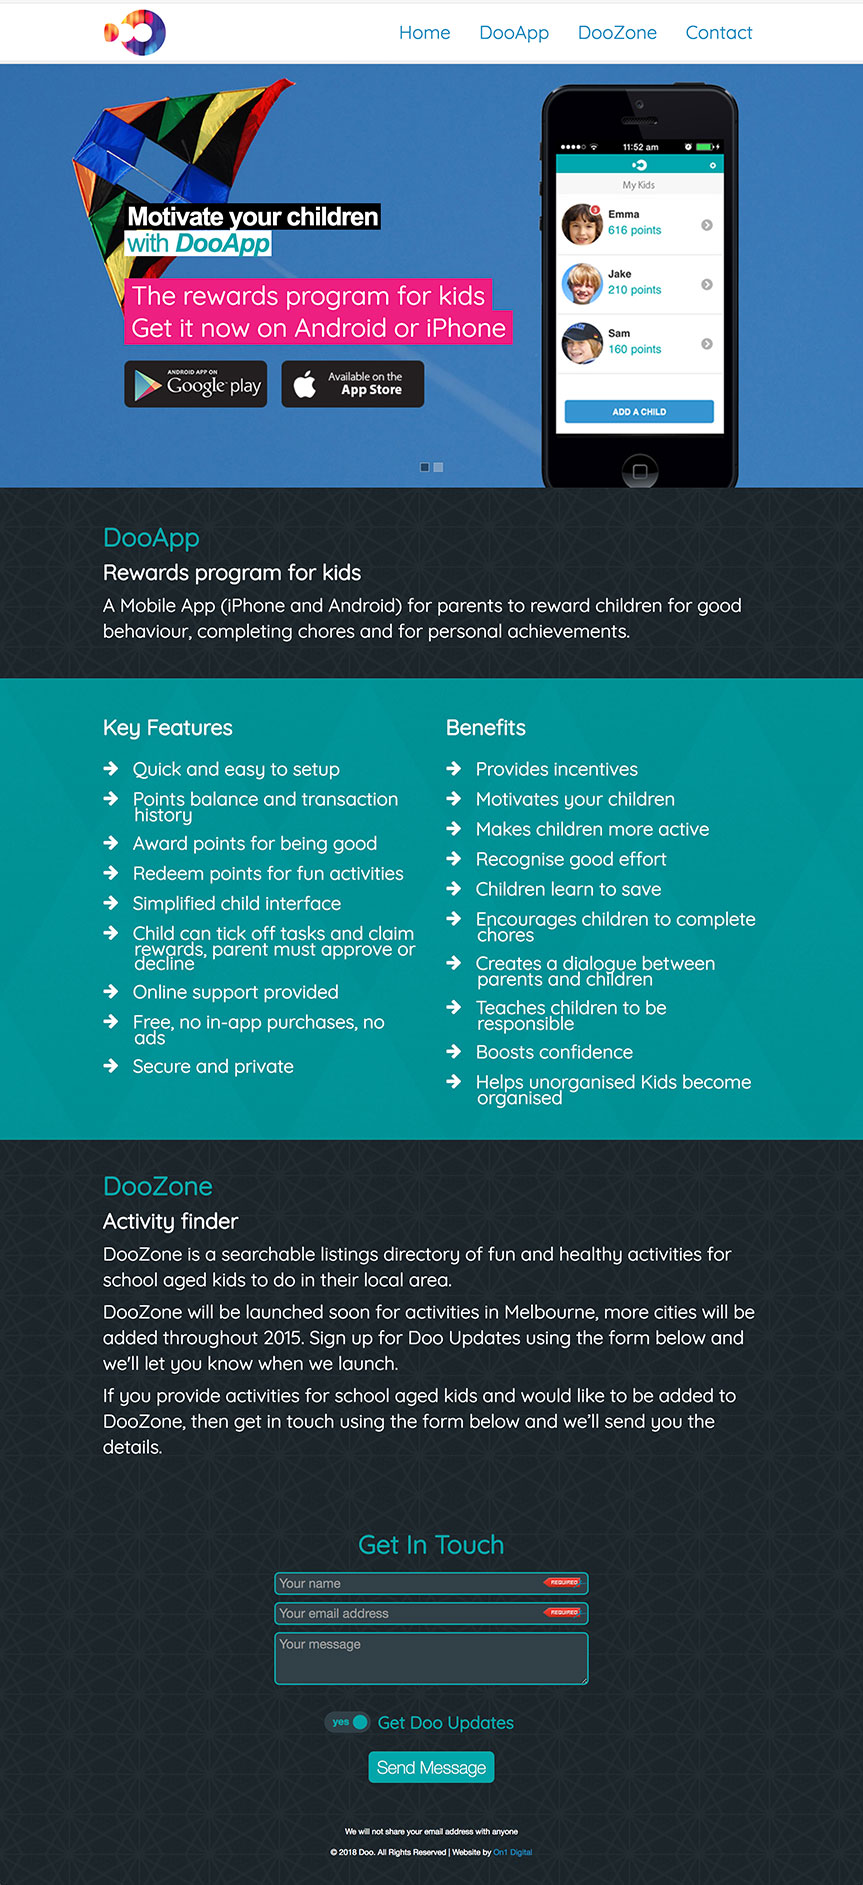 Home DooApp DooZone Contact
Motivate your children
with DooApp
The rewards program for kids
Get it now on Android or iPhone
ANDROID APP ON
Google play
Available on the
App Store
11:52 am
My Kids
3
Emma
616 points
Jake
210 points
Sam
160 points
ADD A CHILD
DooApp
Rewards program for kids
A Mobile App (iPhone and Android) for parents to reward children for good
behaviour, completing chores and for personal achievements.
Key Features
Quick and easy to setup
Points balance and transaction
history
Award points for being good
Redeem points for fun activities
Simplified child interface
Child can tick off tasks and claim
rewards, parent must approve or
decline
Online support provided
Free, no in-app purchases, no
ads
Secure and private
Benefits
Provides incentives
Motivates your children
Makes children more active
Recognise good effort
Children learn to save
Encourages children to complete
chores
Creates a dialogue between
parents and children
Teaches children to be
responsible
Boosts confidence
Helps unorganised Kids become
organised
DooZone
Activity finder
DooZone is a searchable listings directory of fun and healthy activities for
school aged kids to do in their local area.
DooZone will be launched soon for activities in Melbourne, more cities will be
added throughout 2015. Sign up for Doo Updates using the form below and
we'll let you know when we launch.
If you provide activities for school aged kids and would like to be added to
DooZone, then get in touch using the form below and we’ll send you the
details.
Get In Touch
Your name REQUIRED
Your email address REQUIRED
Your message
yes Get Doo Updates
Send Message
We will not share your email address with anyone
© 2018 Doo. All Rights Reserved | Website by On1 Digital